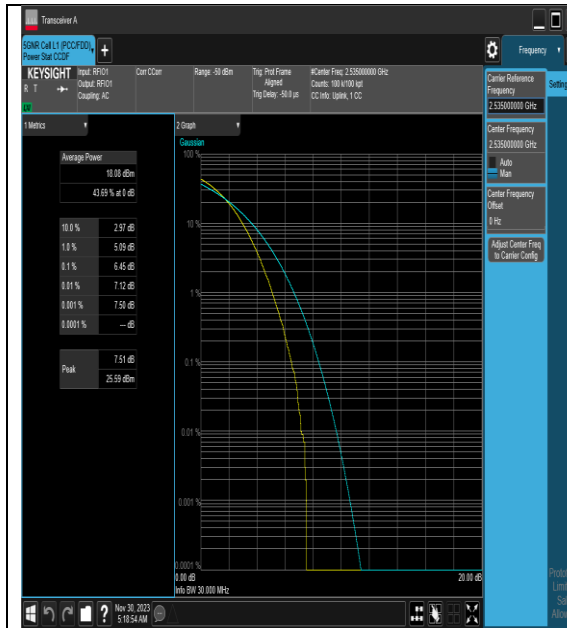 Transceiver A
5GNR Cell L1 (PCC/FDD)
Power Stat CCDF
Frequency
KEYSIGHT
R T
Input: RFIO1
Output: RFIO1
Coupling: AC
Corr CCorr
Range: -50 dBm
Trig: Prot Frame
Aligned
Trig Delay: -50.0 µs
#Center Freq: 2.535000000 GHz
Counts: 100 k/100 kpt
CC Info: Uplink, 1 CC
1 Metrics
Average Power
18.08 dBm
43.69 % at 0 dB
10.0 % 2.97 dB
1.0 % 5.09 dB
0.1 % 6.45 dB
0.01 % 7.12 dB
0.001 % 7.50 dB
0.0001 % --- dB
Peak
7.51 dB
25.59 dBm
2 Graph
Gaussian
100 %
10 %
1 %
0.1 %
0.01 %
0.001 %
0.0001 %
0.00 dB
20.00 dB
Info BW 30.000 MHz
Carrier Reference
Frequency
2.535000000 GHz
Center Frequency
2.535000000 GHz
Auto
Man
Center Frequency
Offset
0 Hz
Adjust Center Freq
to Carrier Config
Nov 30, 2023
5:18:54 AM